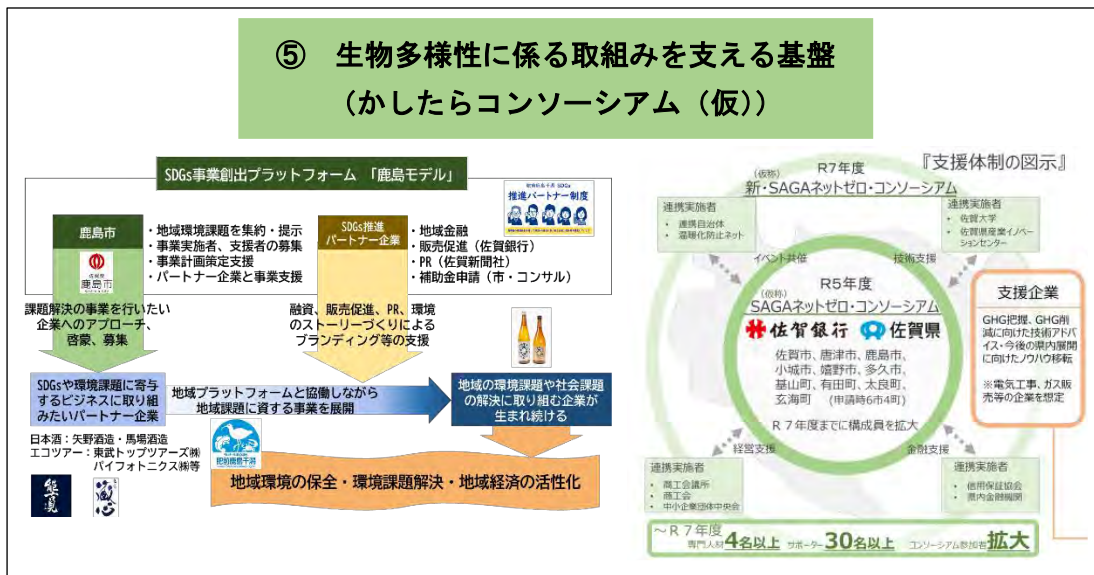 ⑤ 生物多様性に係る取組みを支える基盤
(かしたらコンソーシアム(仮))
SDGs事業創出プラットフォーム 「鹿島モデル」
推進パートナー制度
鹿島市
佐賀県
鹿島市
・地域環境課題を集約・提示
・事業実施者、支援者の募集
・事業計画策定支援
・パートナー企業と事業支援
SDGs推進
パートナー企業
・地域金融
・販売促進(佐賀銀行)
・PR(佐賀新聞社)
・補助金申請(市・コンサル)
課題解決の事業を行いたい
企業へのアプローチ、
啓蒙、募集
融資、販売促進、PR、環境
のストーリーづくりによる
ブランディング等の支援
SDGsや環境課題に寄与
するビジネスに取り組
みたいパートナー企業
地域プラットフォームと協働しながら
地域課題に資する事業を展開
地域の環境課題や社会課題
の解決に取り組む企業が
生まれ続ける
日本酒:矢野酒造・馬場酒造
エコツアー:東武トップツアーズ㈱
パイフォトニクス㈱等
肥前鹿島干潟
能古見
地域環境の保全・環境課題解決・地域経済の活性化
『支援体制の図示』
R7年度
(仮称)
新・SAGAネットゼロ・コンソーシアム
連携実施者
• 連携自治体
• 温暖化防止ネット
連携実施者
• 佐賀大学
• 佐賀県産業イノベ
ーションセンター
イベント共催
技術支援
R5年度
(仮称)
SAGAネットゼロ・コンソーシアム
佐賀銀行 佐賀県
佐賀市、唐津市、鹿島市、
小城市、嬉野市、多久市、
基山町、有田町、太良町、
玄海町 (申請時6市4町)
R7年度までに構成員を拡大
支援企業
GHG把握、GHG削
減に向けた技術アドバ
イス・今後の県内展開
に向けたノウハウ移転
※電気工事、ガス販
売等の企業を想定
経営支援
金融支援
連携実施者
• 商工会議所
• 商工会
• 中小企業団体中央会
連携実施者
• 信用保証協会
• 県内金融機関
～R7年度
専門人材4名以上 サポーター30名以上 コンソーシアム参加者拡大